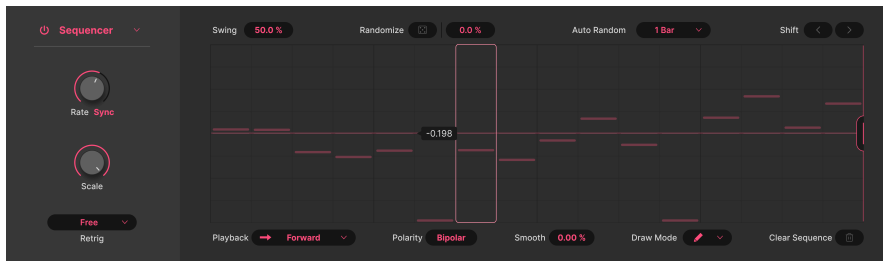 Sequencer
Swing 50.0 % Randomize 0.0 % Auto Random 1 Bar Shift
Rate Sync
-0.198
Scale
Free
Retrig
Playback Forward Polarity Bipolar Smooth 0.00 % Draw Mode Clear Sequence